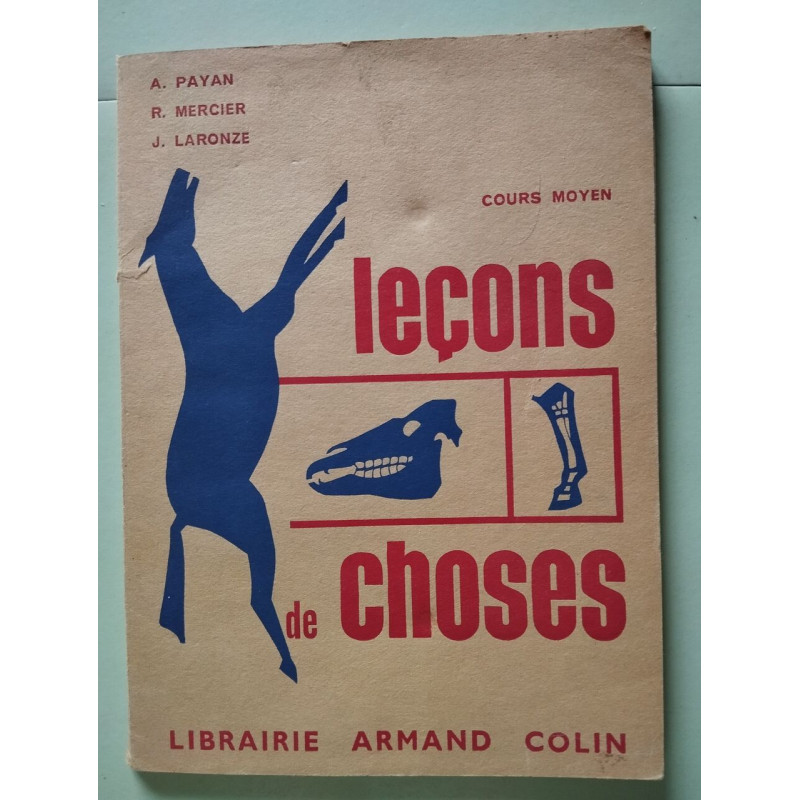 A. PAYAN
R. MERCIER
J. LARONZE
COURS MOYEN
leçons
de choses
LIBRAIRIE ARMAND COLIN